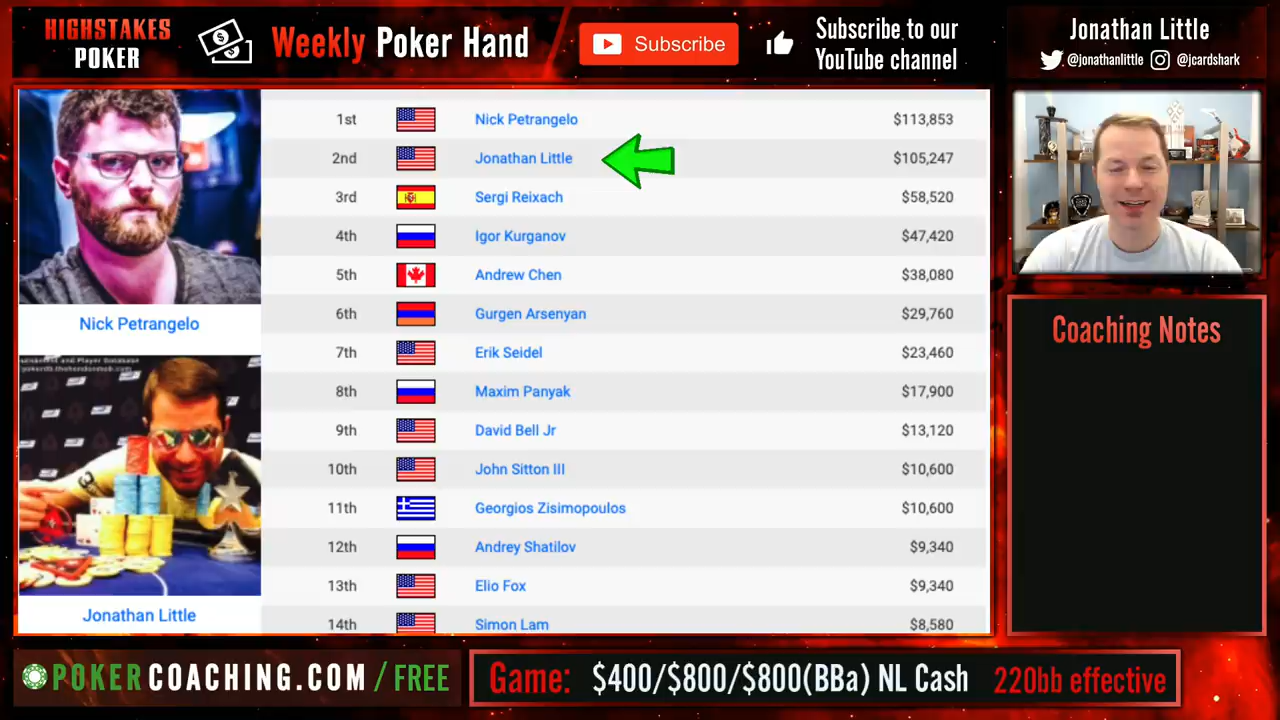 HIGHSTAKES
POKER
Weekly Poker Hand
Subscribe
Subscribe to our
YouTube channel
Jonathan Little
@jonathanlittle
@jcardshark
1st Nick Petrangelo $113,853
2nd Jonathan Little $105,247
3rd Sergi Reixach $58,520
4th Igor Kurganov $47,420
5th Andrew Chen $38,080
6th Gurgen Arsenyan $29,760
7th Erik Seidel $23,460
8th Maxim Panyak $17,900
9th David Bell Jr $13,120
10th John Sitton III $10,600
11th Georgios Zisimopoulos $10,600
12th Andrey Shatilov $9,340
13th Elio Fox $9,340
14th Simon Lam $8,580
Nick Petrangelo
and Player Database
Jonathan Little
Coaching Notes
POKERCOACHING.COM / FREE
Game: $400/$800/$800(BBa) NL Cash 220bb effective